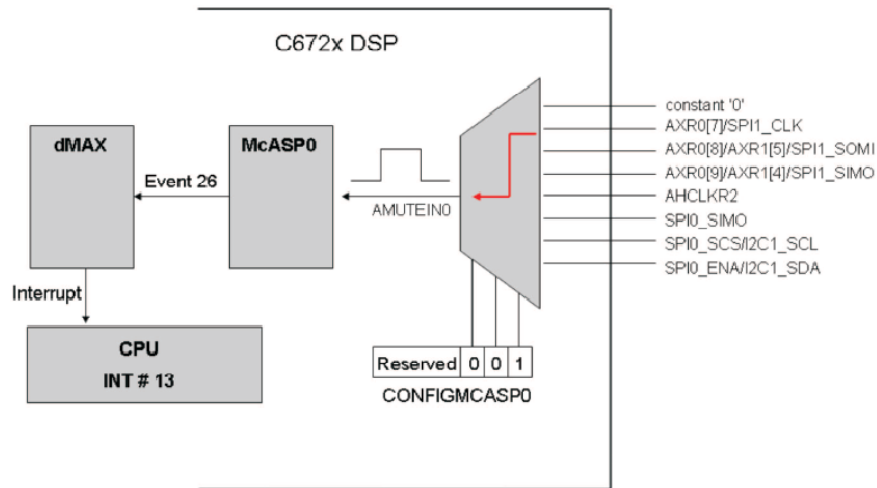 C672x DSP
constant '0'
AXR0[7]/SPI1_CLK
AXR0[8]/AXR1[5]/SPI1_SOMI
AXR0[9]/AXR1[4]/SPI1_SIMO
AHCLKR2
SPI0_SIMO
SPI0_SCS/I2C1_SCL
SPI0_ENA/I2C1_SDA
dMAX
Event 26
McASP0
AMUTEIN0
Interrupt
CPU
INT # 13
Reserved 0 0 1
CONFIGMCASP0